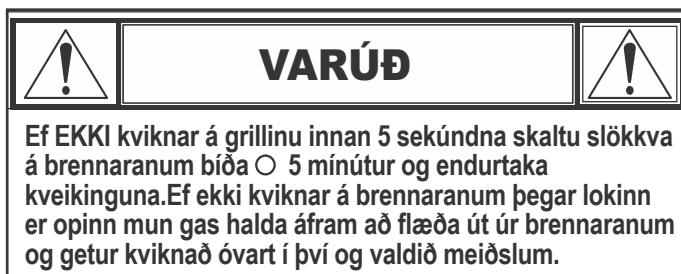 VARÚÐ
Ef EKKI kviknar á grillinu innan 5 sekúndna skaltu slökkva
á brennaranum bíða ○ 5 mínútur og endurtaka
kveikinguna.Ef ekki kviknar á brennaranum þegar lokinn
er opinn mun gas halda áfram að flæða út úr brennaranum
og getur kviknað óvart í því og valdið meiðslum.